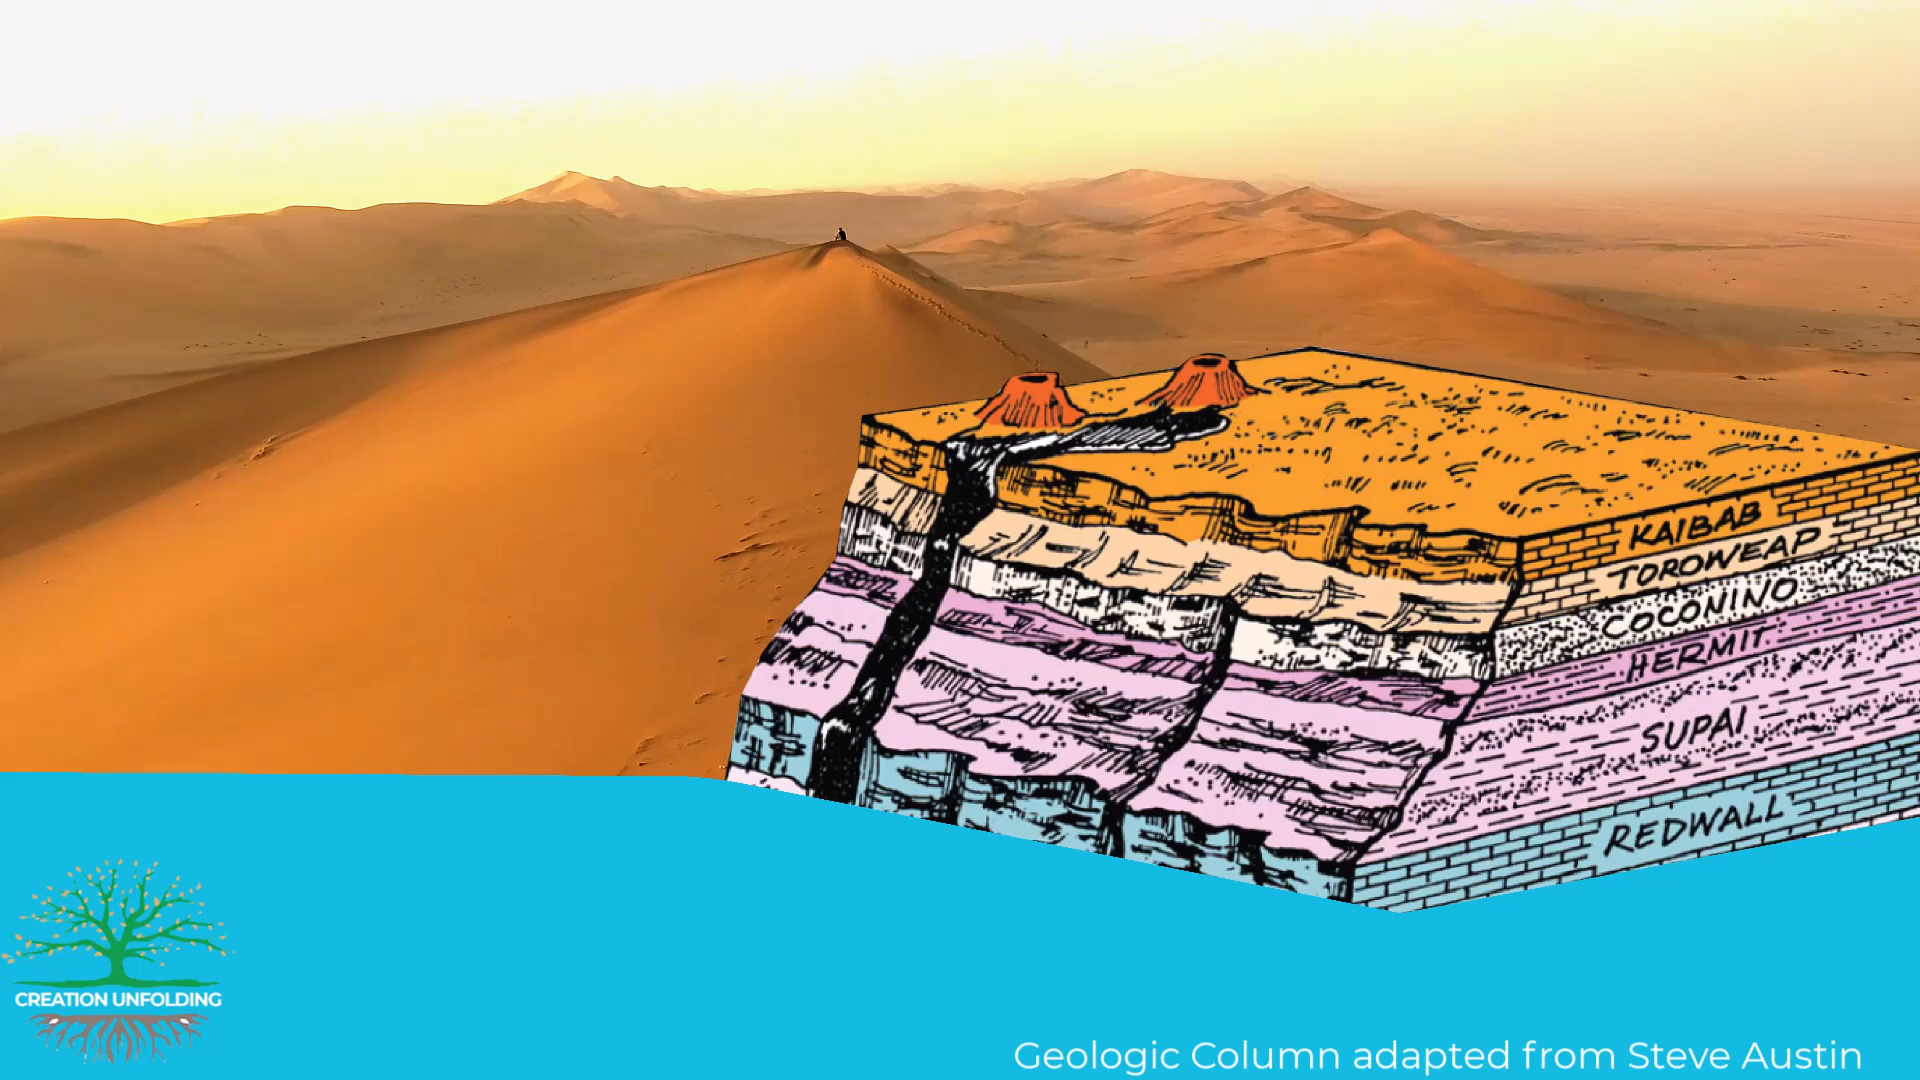 KAIBAB
TOROWEAP
COCONINO
HERMIT
SUPAI
REDWALL
CREATION UNFOLDING
Geologic Column adapted from Steve Austin